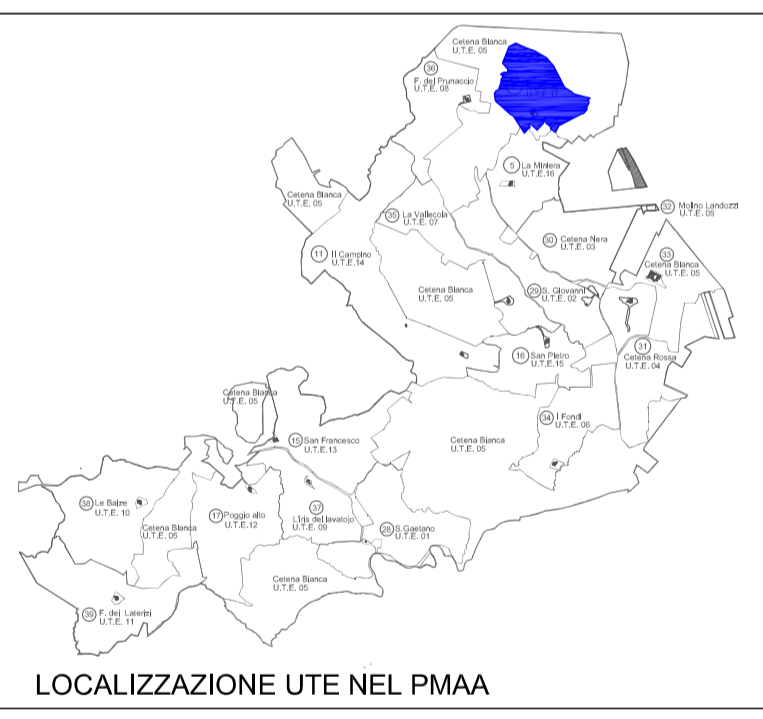 Cetena Bianca
U.T.E. 05
36
F. del Prunaccio
U.T.E. 08
5 La Miniera
U.T.E.16
Cetena Bianca
U.T.E. 05
35 La Vallecola
U.T.E. 07
32 Molino Landozzi
U.T.E. 05
11 Il Campino
U.T.E.14
30 Cetena Nera
U.T.E. 03
33
Cetena Bianca
U.T.E. 05
Cetena Bianca
U.T.E. 05
29 S. Giovanni
U.T.E. 02
16 San Pietro
U.T.E.15
31
Cetena Rossa
U.T.E. 04
Cetena Bianca
U.T.E. 05
34 I Fondi
U.T.E. 06
15 San Francesco
U.T.E.13
Cetena Bianca
U.T.E. 05
38 Le Balze
U.T.E. 10
Cetena Bianca
U.T.E. 05
17 Poggio alto
U.T.E.12
37
L'iris del lavatoio
U.T.E. 09
28 S.Gaetano
U.T.E. 01
Cetena Bianca
U.T.E. 05
39 F. dei Laterizi
U.T.E. 11
LOCALIZZAZIONE UTE NEL PMAA